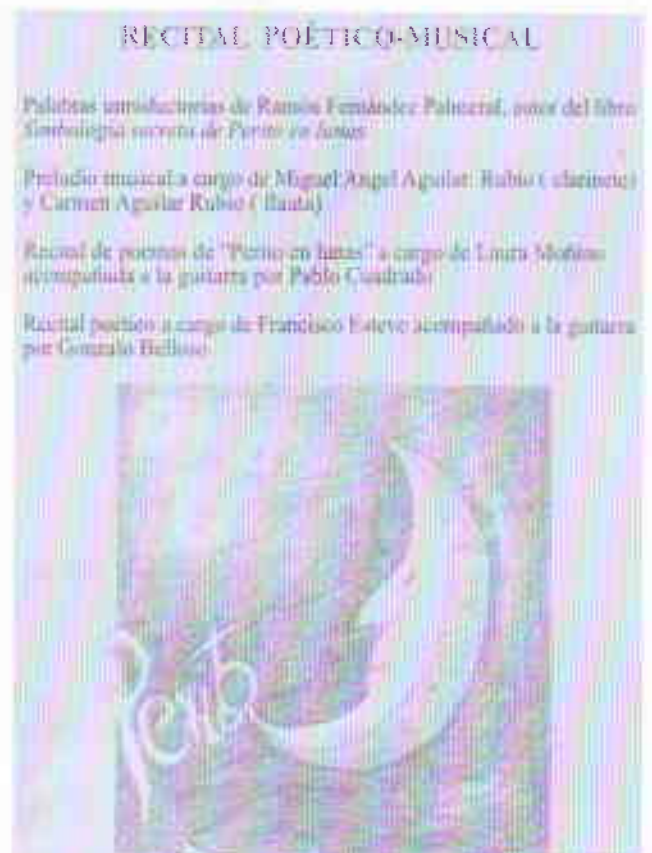 RECITAL POÉTICO-MUSICAL
Palabras introductorias de Ramón Fernández Palmeral, autor del libro
Simbología secreta de Perito en lunas
Preludio musical a cargo de Miguel Angel Aguilar Rubio ( clarinete)
y Carmen Aguilar Rubio ( flauta)
Recital de poemas de "Perito en lunas" a cargo de Laura
acompañada a la guitarra por Pablo Cuadrado
Recital poético a cargo de Francisco Esteve acompañado a la guitarra
por Gonzalo Belloso
Perito